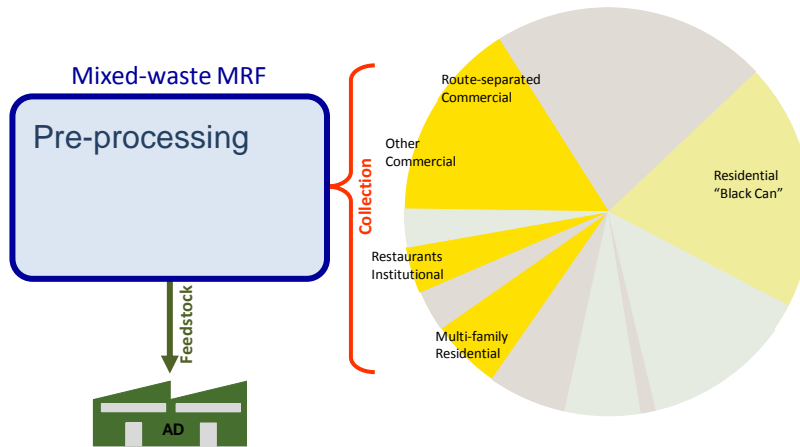 Mixed-waste MRF
Pre-processing
Collection
Route-separated
Commercial
Other
Commercial
Restaurants
Institutional
Multi-family
Residential
Residential
“Black Can”
Feedstock
AD